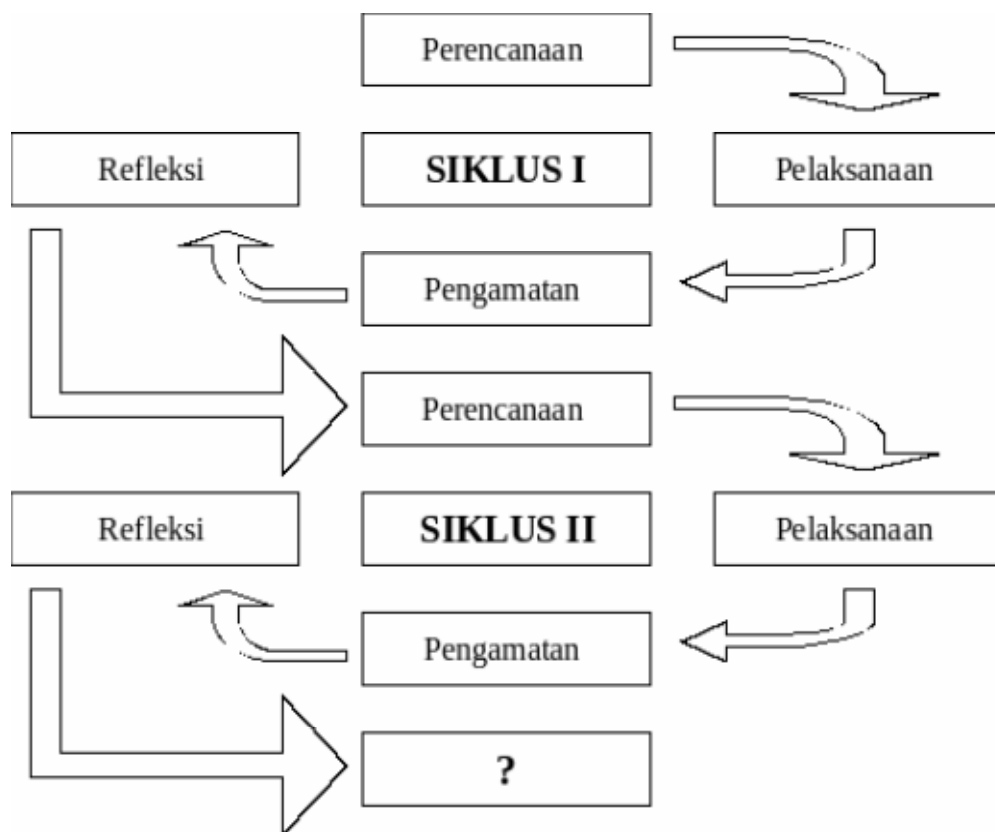 Perencanaan
Refleksi
SIKLUS I
Pelaksanaan
Pengamatan
Perencanaan
Refleksi
SIKLUS II
Pelaksanaan
Pengamatan
?